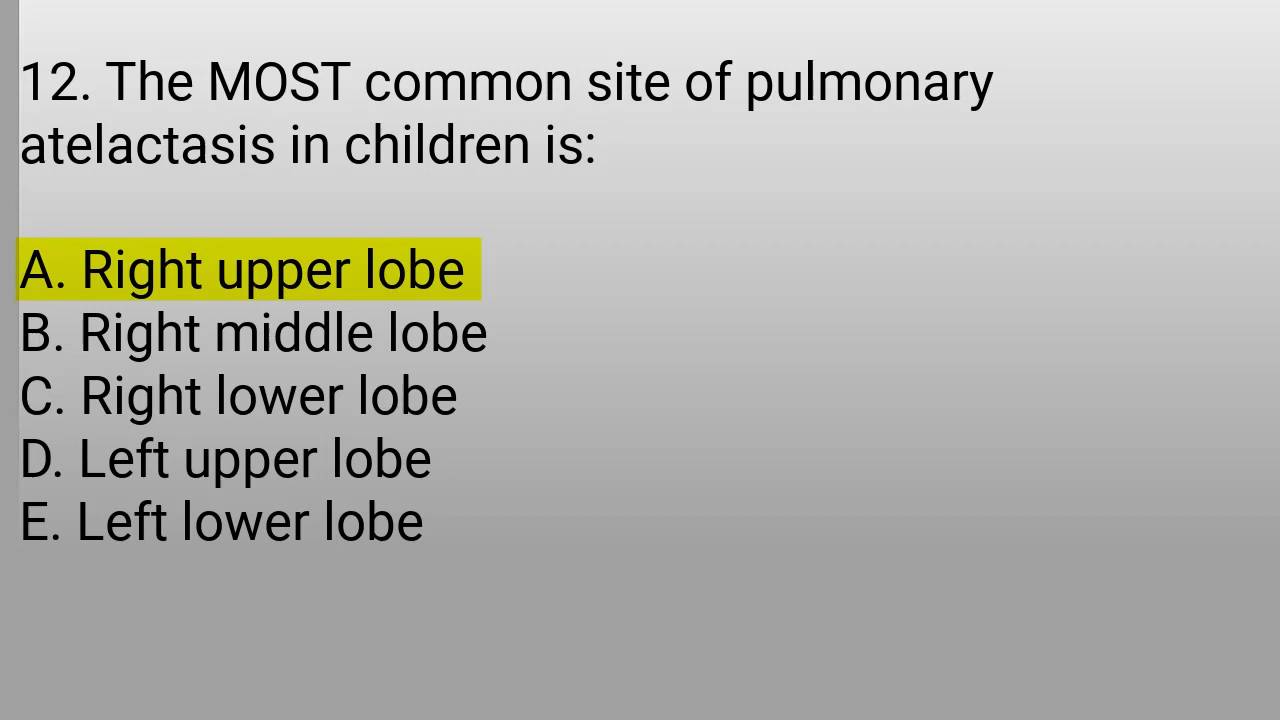 12. The MOST common site of pulmonary
atelactasis in children is:
A. Right upper lobe
B. Right middle lobe
C. Right lower lobe
D. Left upper lobe
E. Left lower lobe